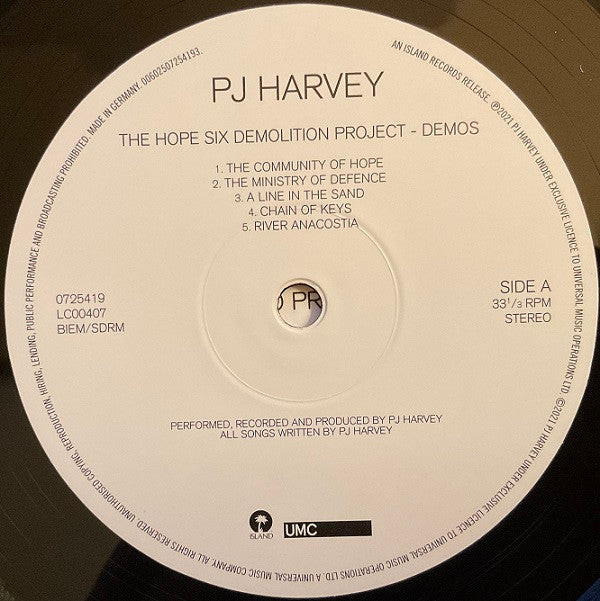 PJ HARVEY
THE HOPE SIX DEMOLITION PROJECT - DEMOS
1. THE COMMUNITY OF HOPE
2. THE MINISTRY OF DEFENCE
3. A LINE IN THE SAND
4. CHAIN OF KEYS
5. RIVER ANACOSTIA
0725419
LC00407
BIEM/SDRM
SIDE A
33¹/₃ RPM
STEREO
O PR
PERFORMED, RECORDED AND PRODUCED BY PJ HARVEY
ALL SONGS WRITTEN BY PJ HARVEY
ISLAND
UMC
AN ISLAND RECORDS RELEASE. ℗2021 PJ HARVEY UNDER EXCLUSIVE LICENCE TO UNIVERSAL MUSIC OPERATIONS LTD. ©2021 PJ HARVEY UNDER EXCLUSIVE LICENCE TO UNIVERSAL MUSIC OPERATIONS LTD. A UNIVERSAL MUSIC COMPANY. ALL RIGHTS RESERVED. UNAUTHORISED COPYING, REPRODUCTION, HIRING, LENDING, PUBLIC PERFORMANCE AND BROADCASTING PROHIBITED. MADE IN GERMANY. 00602507254193.